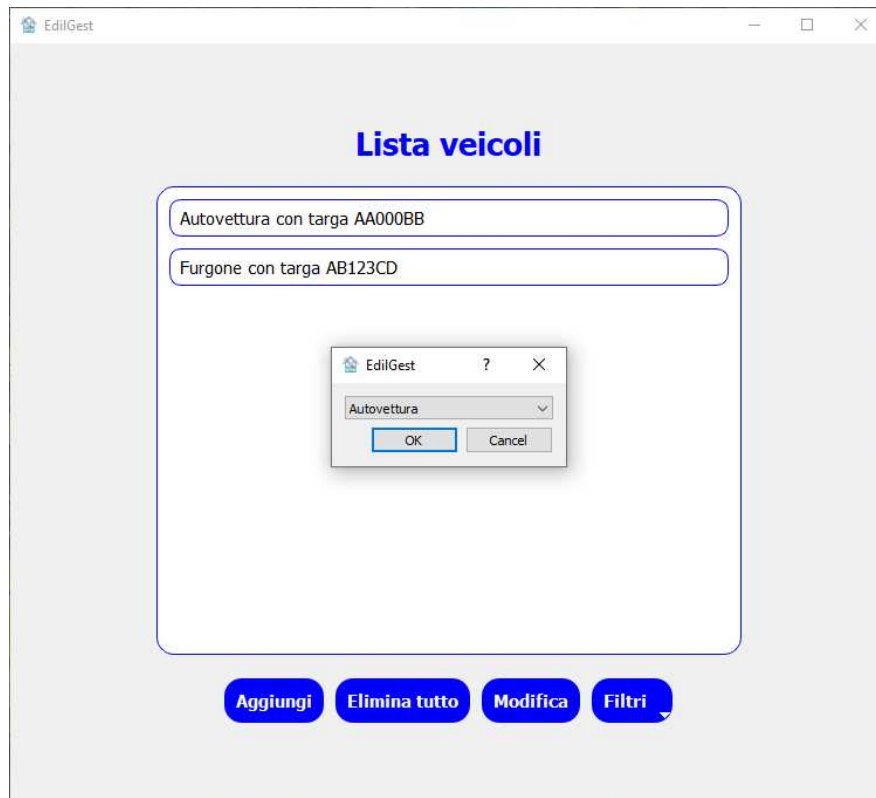 EdilGest
Lista veicoli
Autovettura con targa AA000BB
Furgone con targa AB123CD
EdilGest ?
Autovettura
OK Cancel
Aggiungi Elimina tutto Modifica Filtri